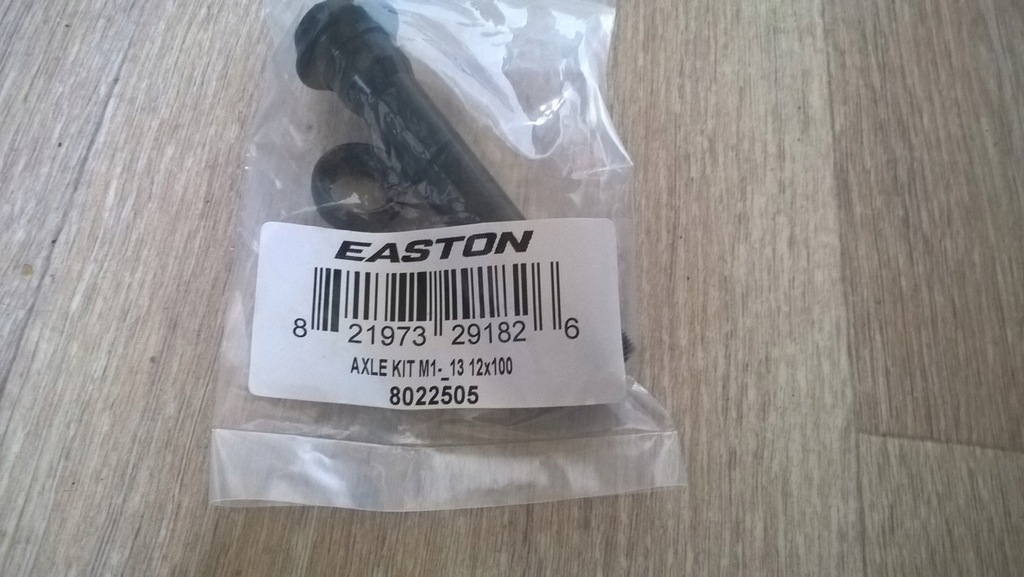 EASTON
8 21973 29182 6
AXLE KIT M1-_13 12x100
8022505